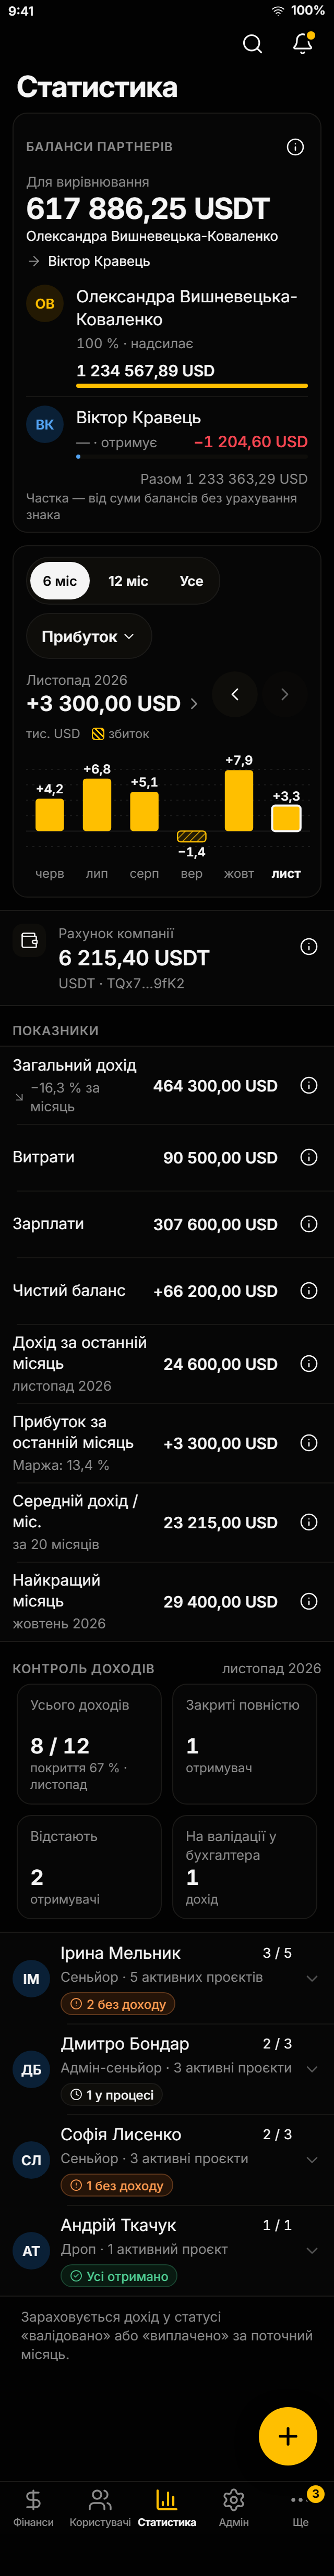 9:41
100%
Статистика
БАЛАНСИ ПАРТНЕРІВ
Для вирівнювання
617 886,25 USDT
Олександра Вишневецька-Коваленко
→ Віктор Кравець
ОВ
Олександра Вишневецька-
Коваленко
100 % · надсилає
1 234 567,89 USD
ВК
Віктор Кравець
— · отримує
−1 204,60 USD
Разом 1 233 363,29 USD
Частка — від суми балансів без урахування
знака
6 міс
12 міс
Усе
Прибуток
Листопад 2026
+3 300,00 USD
тис. USD
збиток
+4,2
+6,8
+5,1
−1,4
+7,9
+3,3
черв
лип
серп
вер
жовт
лист
Рахунок компанії
6 215,40 USDT
USDT · TQx7…9fK2
ПОКАЗНИКИ
Загальний дохід
−16,3 % за
місяць
464 300,00 USD
Витрати
90 500,00 USD
Зарплати
307 600,00 USD
Чистий баланс
+66 200,00 USD
Дохід за останній
місяць
листопад 2026
24 600,00 USD
Прибуток за
останній місяць
Маржа: 13,4 %
+3 300,00 USD
Середній дохід /
міс.
за 20 місяців
23 215,00 USD
Найкращий
місяць
жовтень 2026
29 400,00 USD
КОНТРОЛЬ ДОХОДІВ
листопад 2026
Усього доходів
8 / 12
покриття 67 % ·
листопад
Закриті повністю
1
отримувач
Відстають
2
отримувачі
На валідації у
бухгалтера
1
дохід
ІМ
Ірина Мельник
3 / 5
Сеньйор · 5 активних проєктів
2 без доходу
ДБ
Дмитро Бондар
2 / 3
Адмін-сеньйор · 3 активні проєкти
1 у процесі
СЛ
Софія Лисенко
2 / 3
Сеньйор · 3 активні проєкти
1 без доходу
АТ
Андрій Ткачук
1 / 1
Дроп · 1 активний проєкт
Усі отримано
Зараховується дохід у статусі
«валідовано» або «виплачено» за поточний
місяць.
3
Фінанси
Користувачі
Статистика
Адмін
Ще